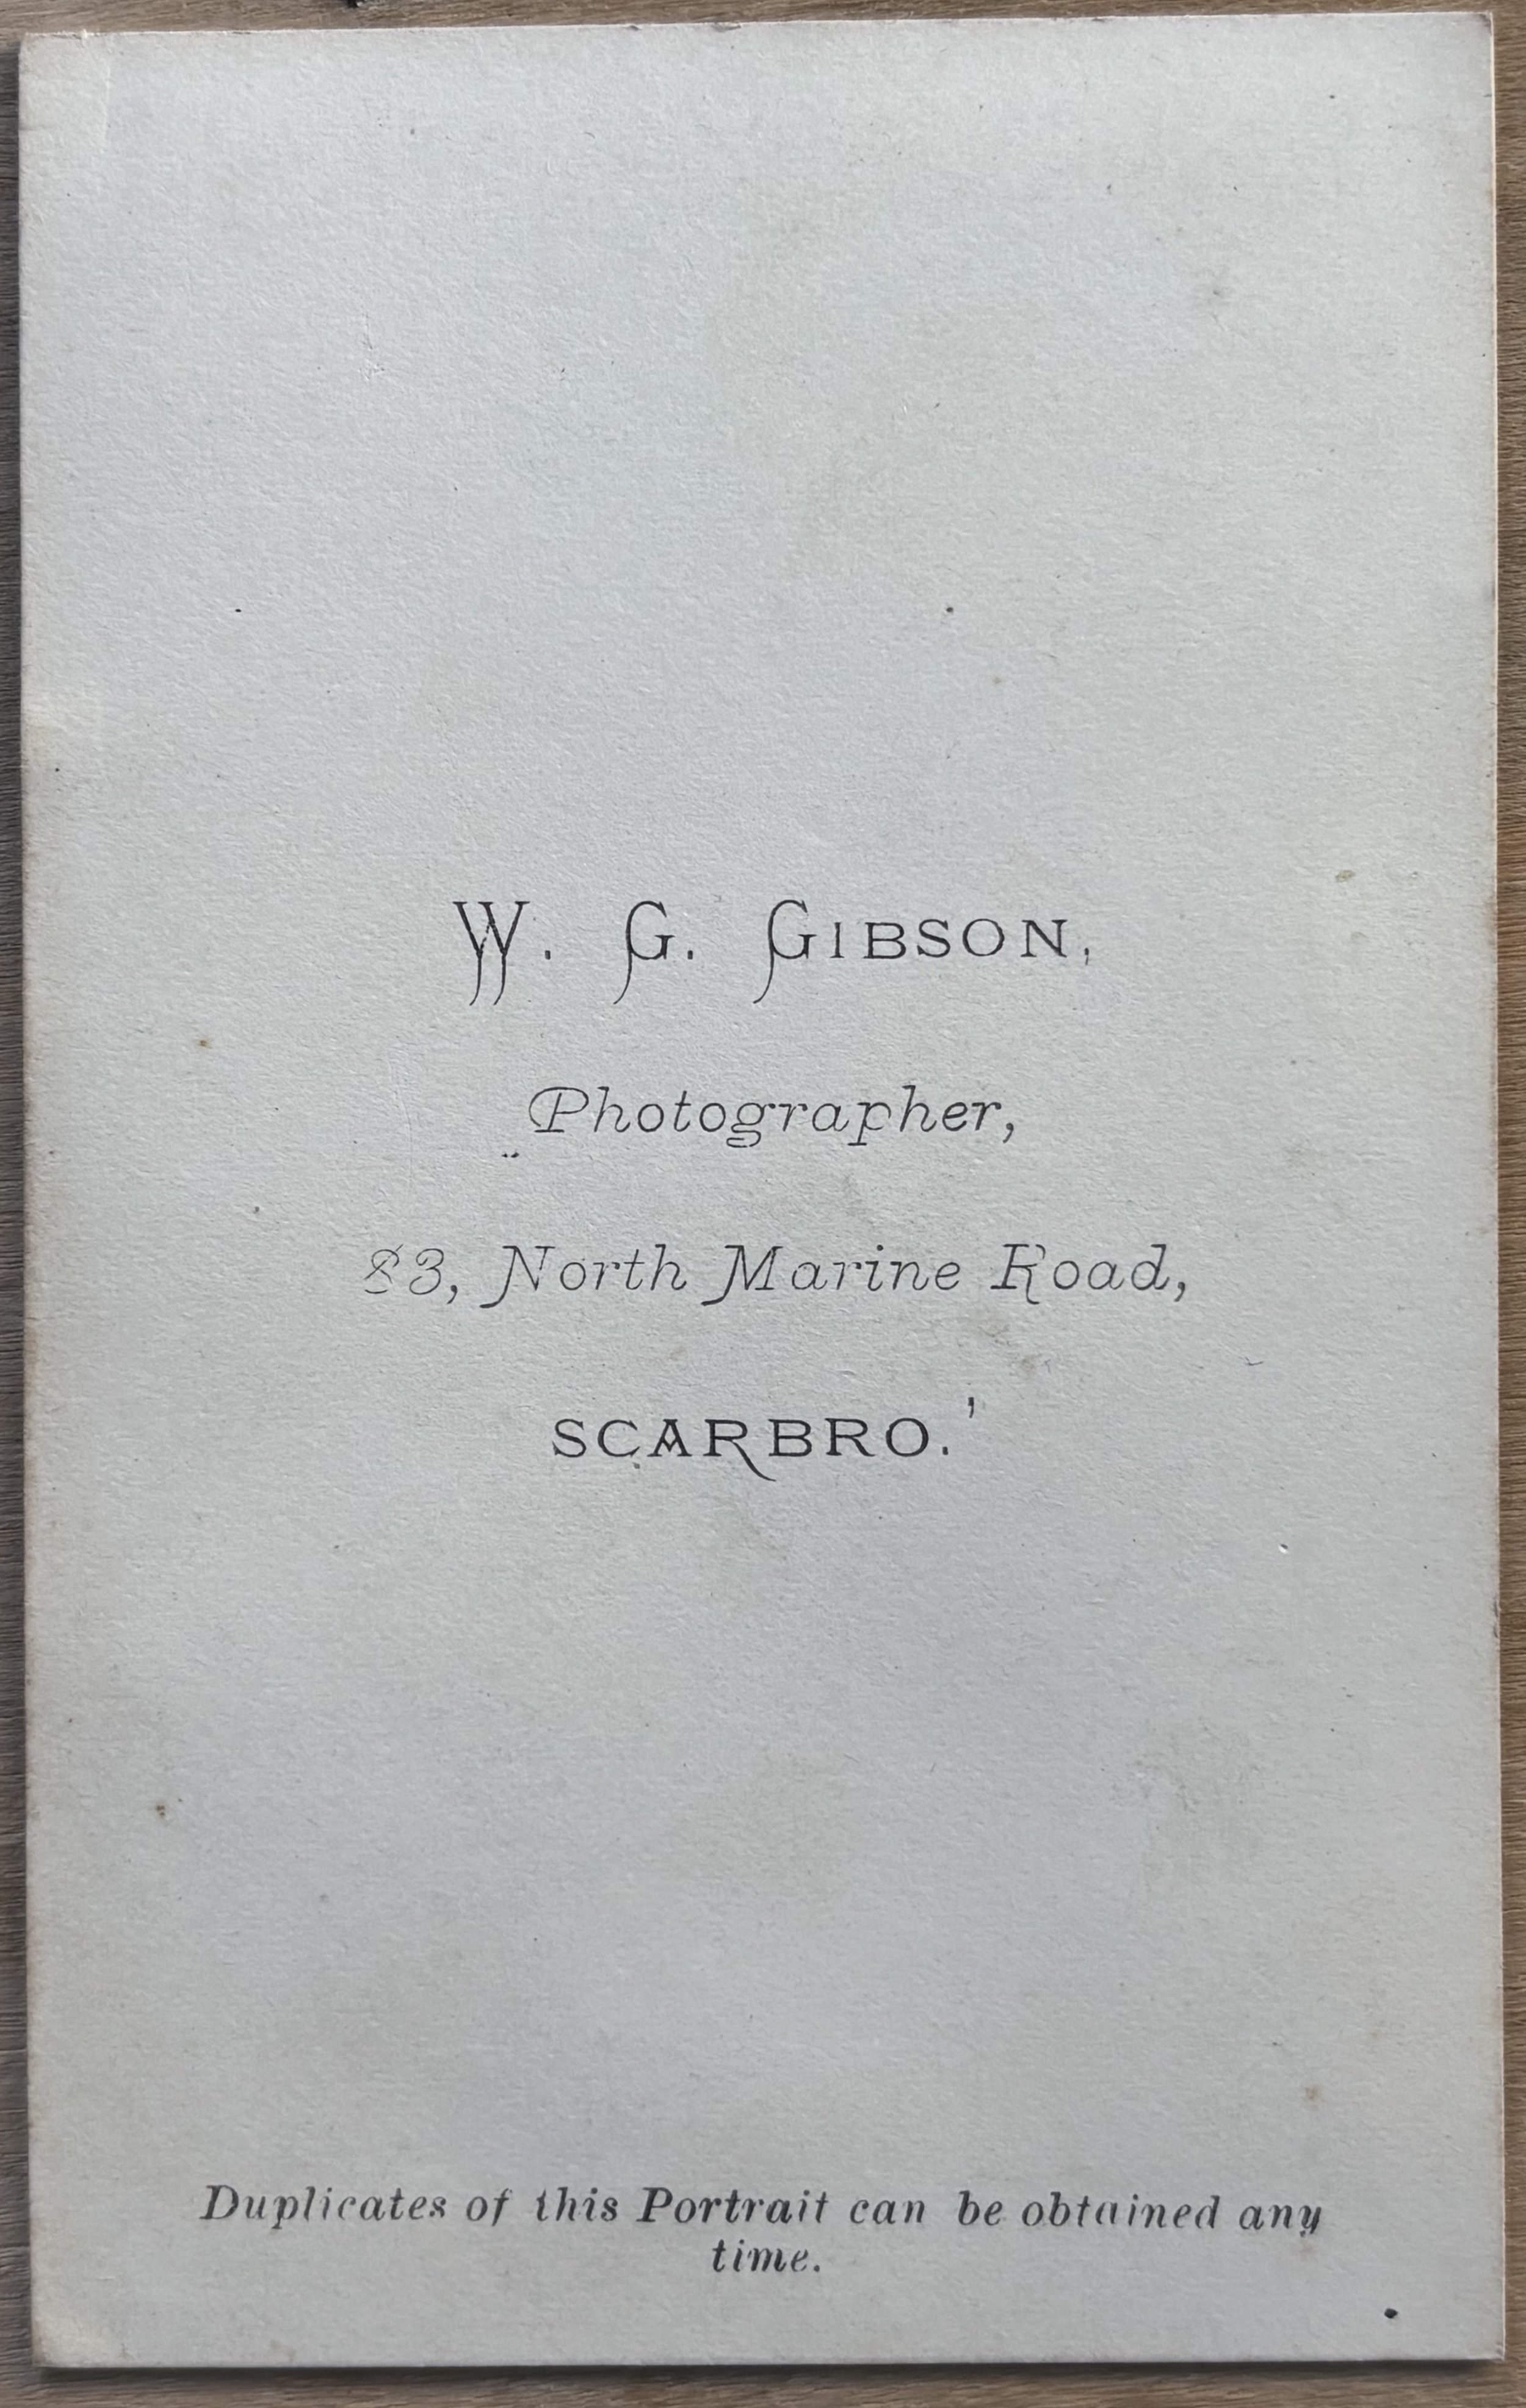 W. G. GIBSON,
Photographer,
83, North Marine Road,
SCARBRO.'
Duplicates of this Portrait can be obtained any
time.